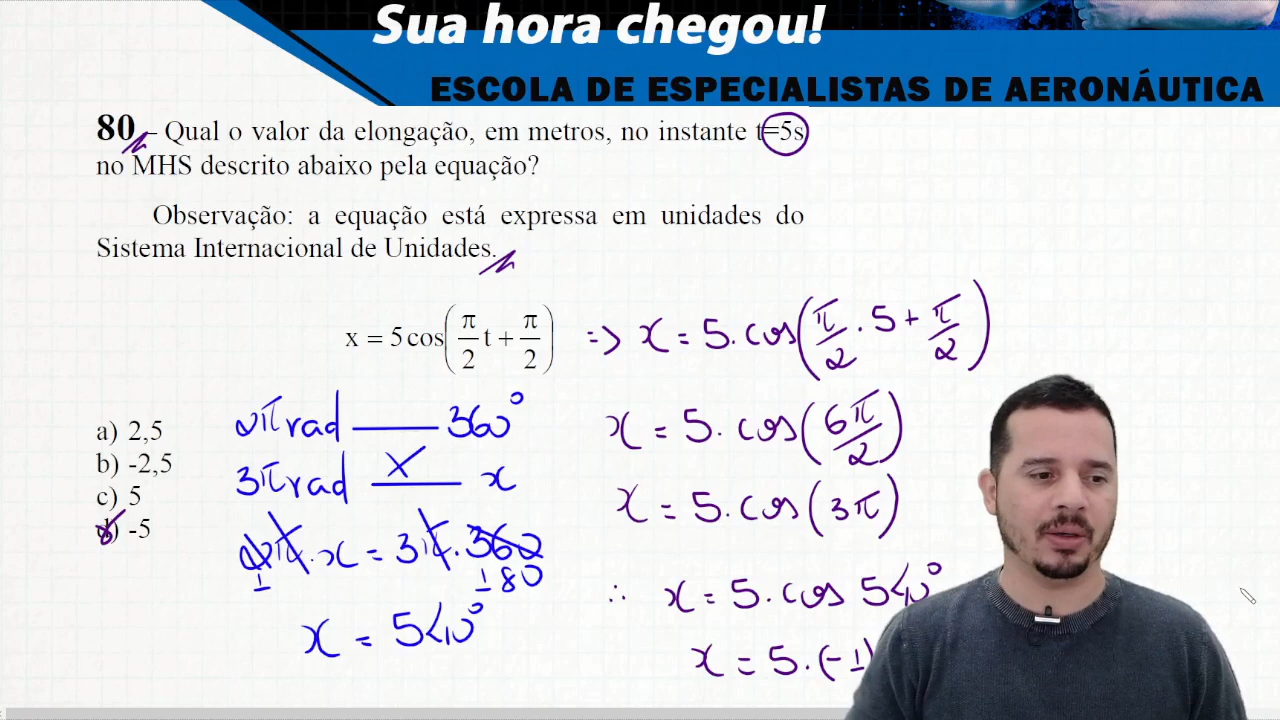 Sua hora chegou!
ESCOLA DE ESPECIALISTAS DE AERONÁUTICA
80 – Qual o valor da elongação, em metros, no instante t=5s
no MHS descrito abaixo pela equação?
Observação: a equação está expressa em unidades do
Sistema Internacional de Unidades.
x = 5 cos(π/2 t + π/2) => x = 5. cos(π/2 . 5 + π/2)
a) 2,5
b) -2,5
c) 5
d) -5
2π rad — 360°
3π rad — x
2π . x = 3π . 360
1 180
x = 540°
x = 5. cos(6π/2)
x = 5. cos(3π)
∴ x = 5. cos 540°
x = 5. (-1)